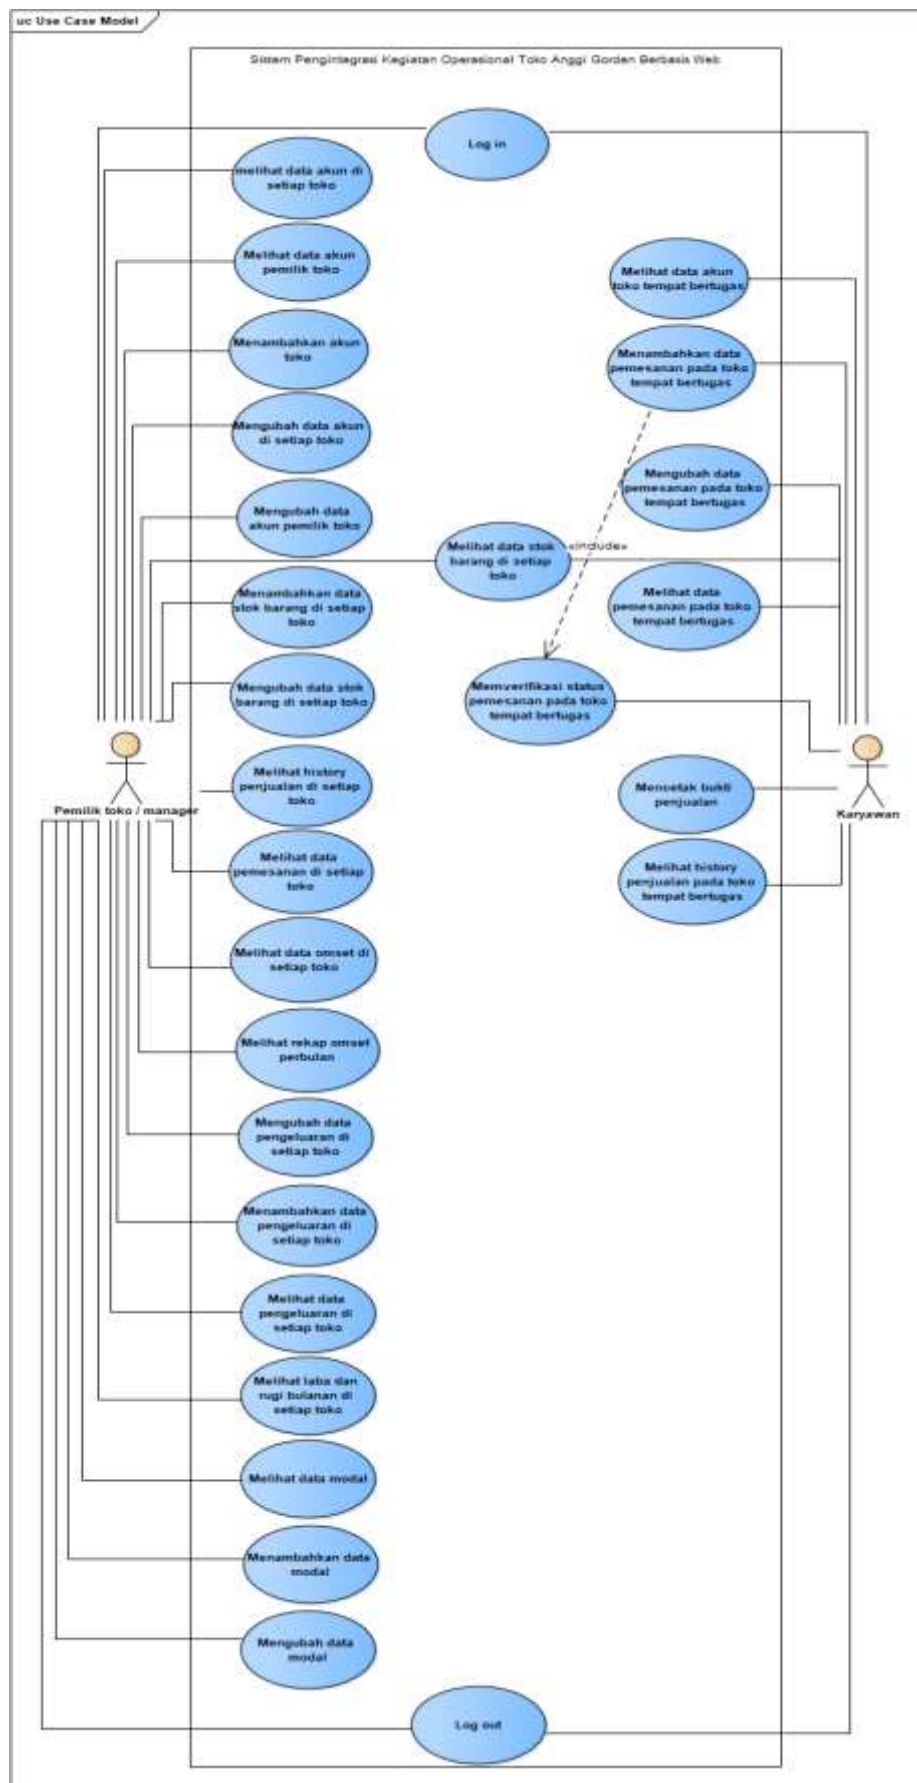 uc Use Case Model
Sistem Pengintegrasi Kegiatan Operasional Toko Anggi Gorden Berbasis Web
Log in
melihat data akun di
setiap toko
Melihat data akun
pemilik toko
Melihat data akun
toko tempat bertugas
Menambahkan akun
toko
Menambahkan data
pemesanan pada toko
tempat bertugas
Mengubah data akun
di setiap toko
Mengubah data
pemesanan pada toko
tempat bertugas
Mengubah data
akun pemilik toko
Melihat data stok
barang di setiap
toko
«include»
Menambahkan data
stok barang di setiap
toko
Melihat data
pemesanan pada toko
tempat bertugas
Mengubah data stok
barang di setiap toko
Memverifikasi status
pemesanan pada toko
tempat bertugas
Melihat history
penjualan di setiap
toko
Mencetak bukti
penjualan
Pemilik toko / manager
Karyawan
Melihat data
pemesanan di setiap
toko
Melihat history
penjualan pada toko
tempat bertugas
Melihat data omset di
setiap toko
Melihat rekap omset
perbulan
Mengubah data
pengeluaran di
setiap toko
Menambahkan data
pengeluaran di
setiap toko
Melihat data
pengeluaran di
setiap toko
Melihat laba dan
rugi bulanan di
setiap toko
Melihat data modal
Menambahkan data
modal
Mengubah data
modal
Log out